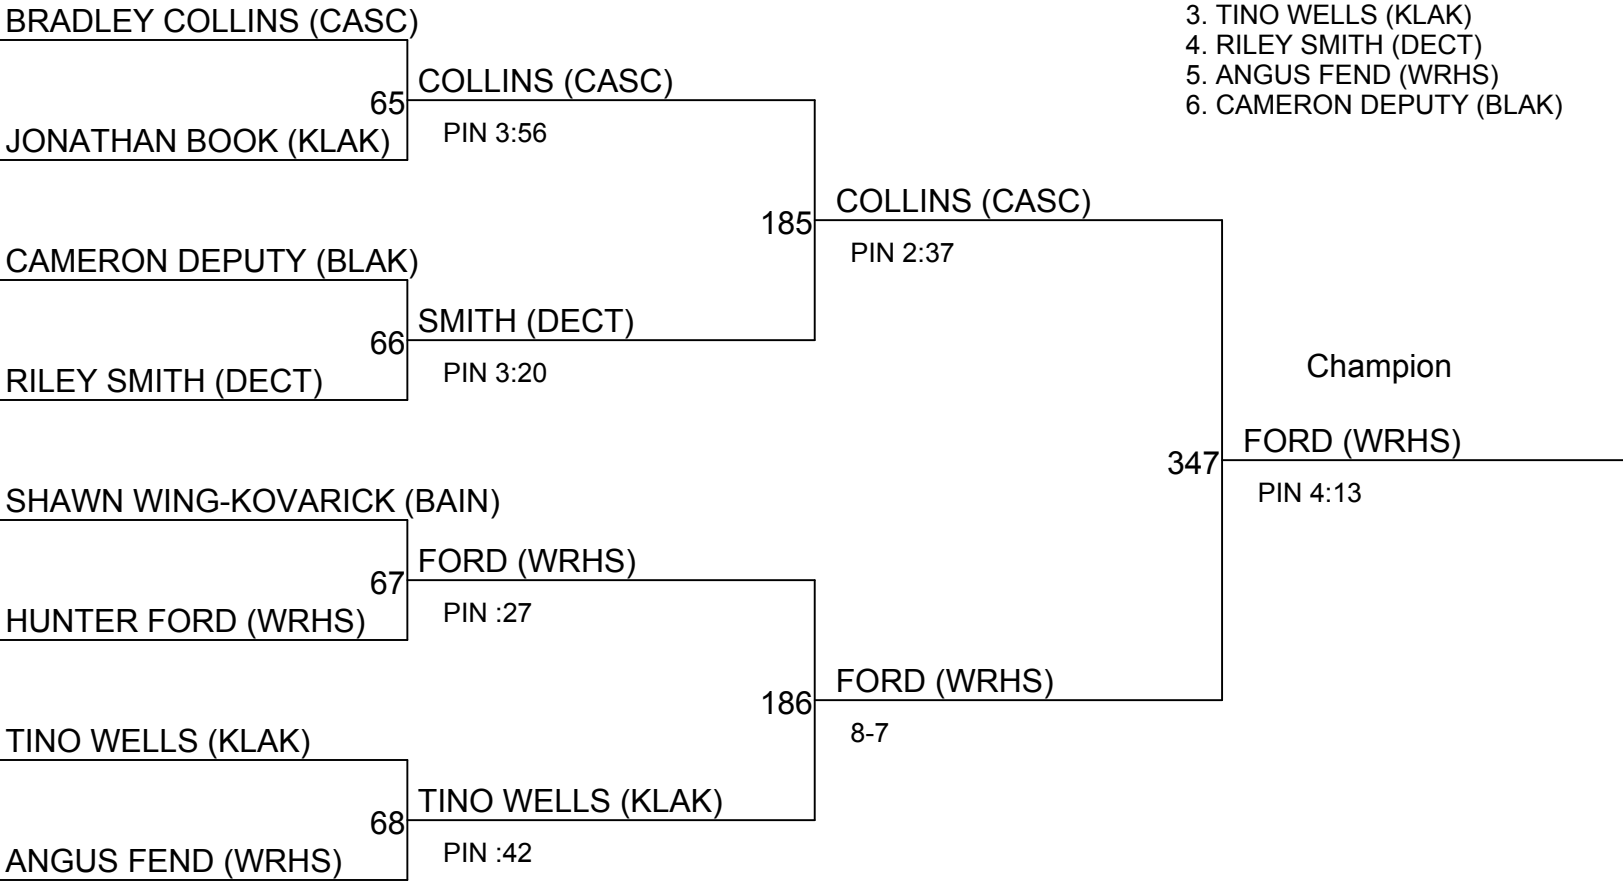 BRADLEY COLLINS (CASC)
3. TINO WELLS (KLAK)
4. RILEY SMITH (DECT)
5. ANGUS FEND (WRHS)
6. CAMERON DEPUTY (BLAK)
COLLINS (CASC)
65
PIN 3:56
JONATHAN BOOK (KLAK)
COLLINS (CASC)
185
PIN 2:37
CAMERON DEPUTY (BLAK)
SMITH (DECT)
66
PIN 3:20
RILEY SMITH (DECT)
Champion
FORD (WRHS)
347
PIN 4:13
SHAWN WING-KOVARICK (BAIN)
FORD (WRHS)
67
PIN :27
HUNTER FORD (WRHS)
FORD (WRHS)
186
8-7
TINO WELLS (KLAK)
TINO WELLS (KLAK)
68
PIN :42
ANGUS FEND (WRHS)